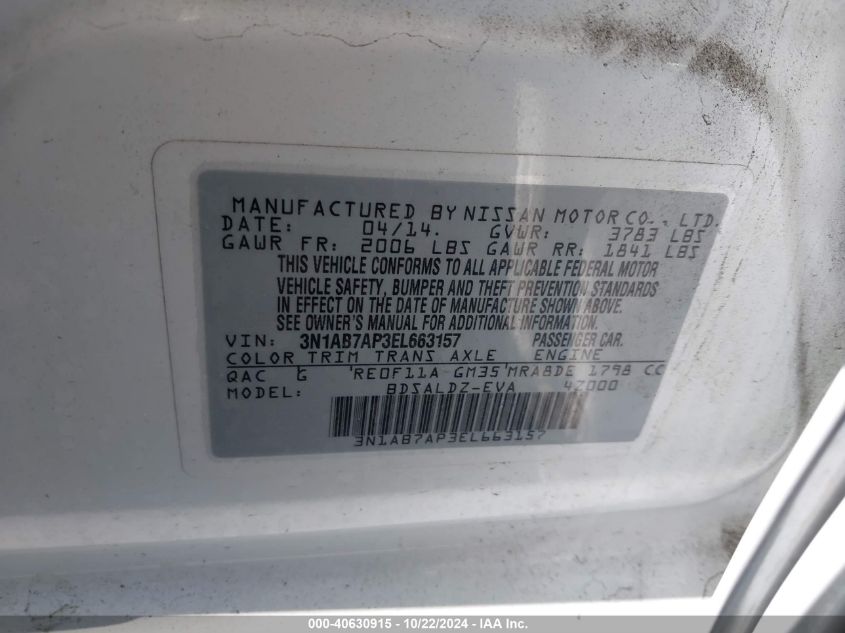 MANUFACTURED BY NISSAN MOTOR CO., LTD.
DATE: 04/14. GVWR: 3783 LBS
GAWR FR: 2006 LBS GAWR RR: 1841 LBS
THIS VEHICLE CONFORMS TO ALL APPLICABLE FEDERAL MOTOR
VEHICLE SAFETY, BUMPER AND THEFT PREVENTION STANDARDS
IN EFFECT ON THE DATE OF MANUFACTURE SHOWN ABOVE.
SEE OWNER'S MANUAL FOR ADDITIONAL INFORMATION.
VIN: 3N1AB7AP3EL663157 PASSENGER CAR.
COLOR TRIM TRANS AXLE ENGINE
QAC G 'RE0F11A GM35'MRA8DE 1798 CC
MODEL: BDSALDZ-EVA 4Z000
3N1AB7AP3EL663157
000-40630915 - 10/22/2024 - IAA Inc.